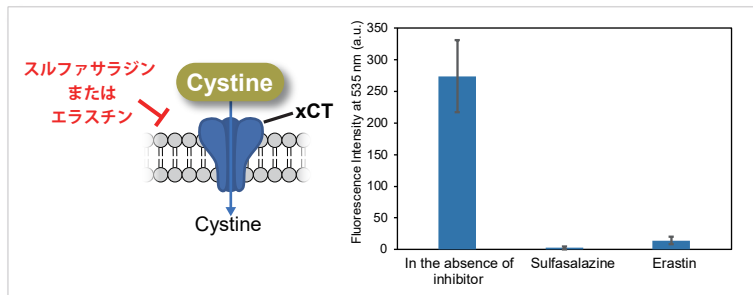 スルファサラジン
または
エラスチン
Cystine
xCT
Cystine
Fluorescence Intensity at 535 nm (a.u.)
350
300
250
200
150
100
50
0
In the absence of
inhibitor
Sulfasalazine
Erastin